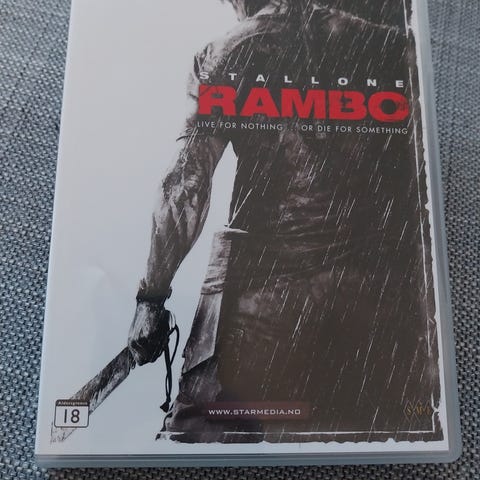 STALLONE
RAMBO
LIVE FOR NOTHING... OR DIE FOR SOMETHING
Aldersgrense
18
WWW.STARMEDIA.NO